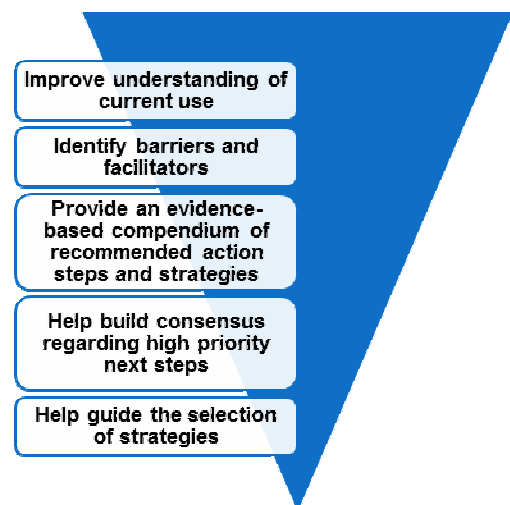 Improve understanding of
current use
Identify barriers and
facilitators
Provide an evidence-
based compendium of
recommended action
steps and strategies
Help build consensus
regarding high priority
next steps
Help guide the selection
of strategies